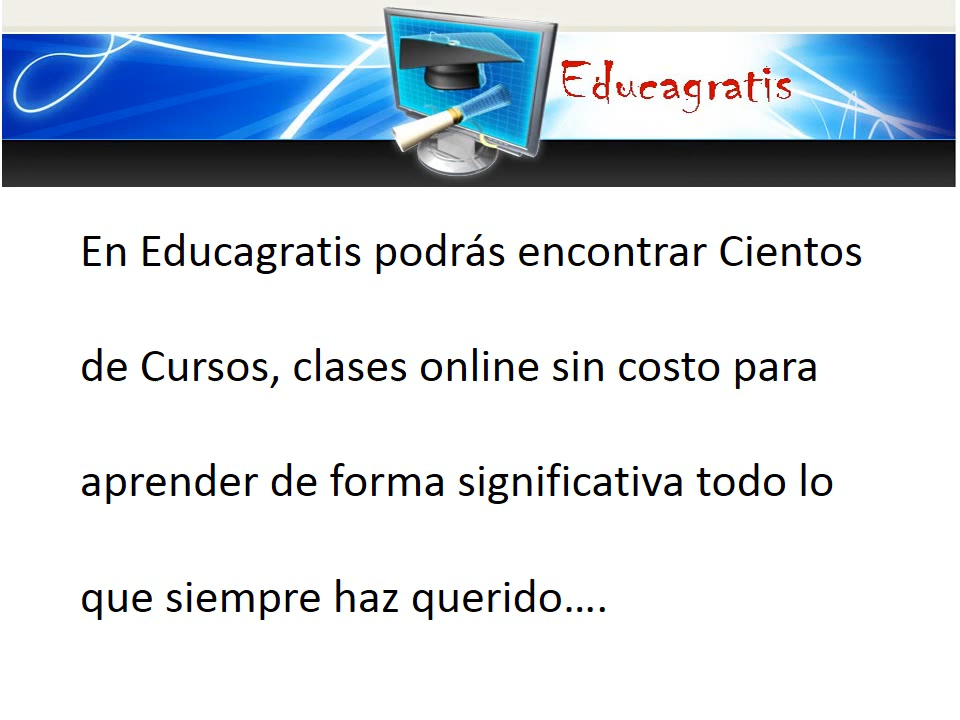 Educagratis
En Educagratis podrás encontrar Cientos
de Cursos, clases online sin costo para
aprender de forma significativa todo lo
que siempre haz querido....